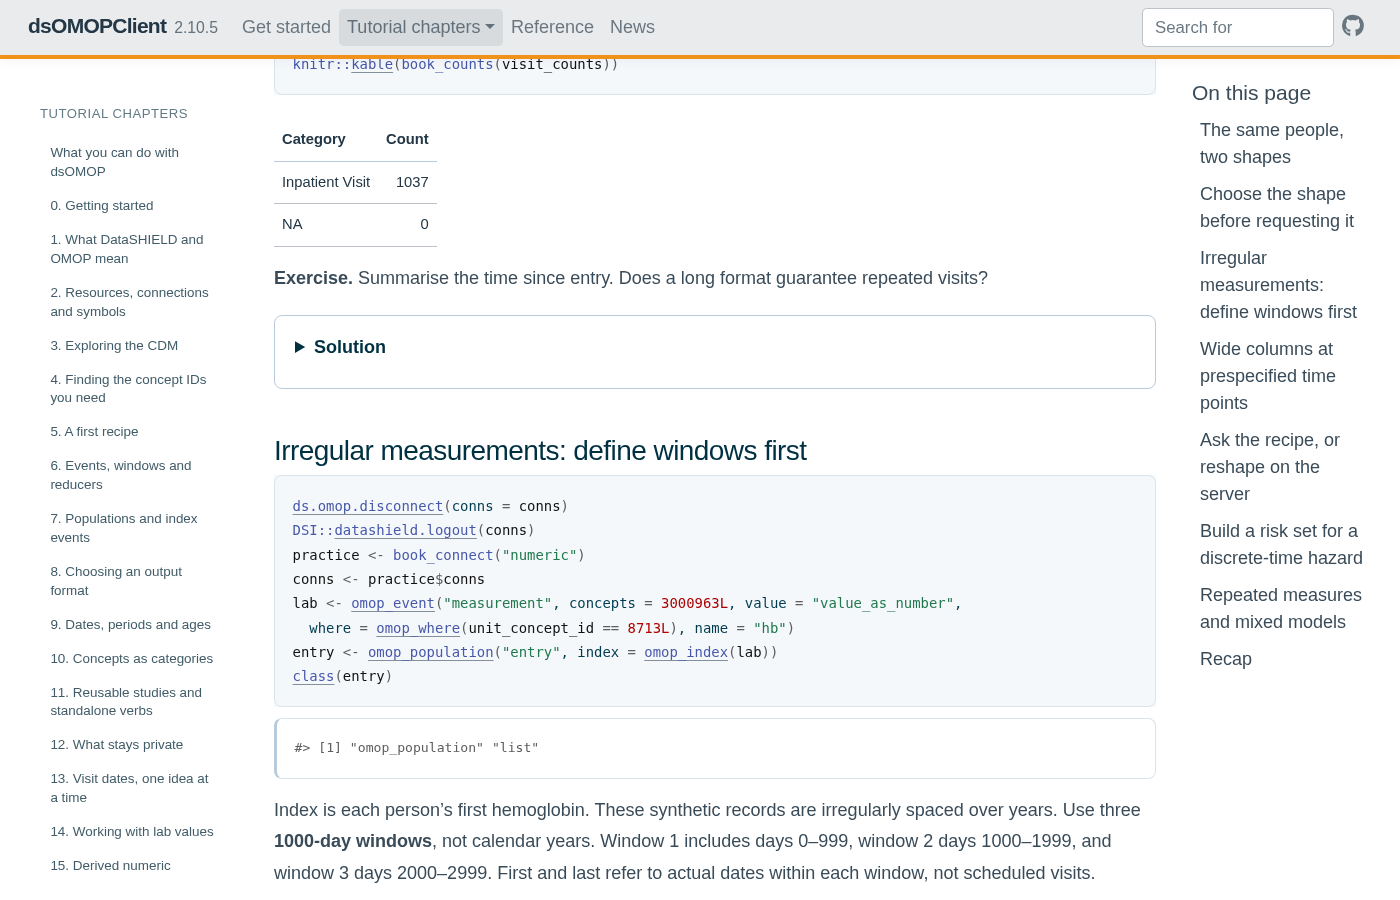 dsOMOPClient 2.10.5 Get started Tutorial chapters Reference News Search for
knitr::kable(book_counts(visit_counts))
TUTORIAL CHAPTERS
What you can do with
dsOMOP
0. Getting started
1. What DataSHIELD and
OMOP mean
2. Resources, connections
and symbols
3. Exploring the CDM
4. Finding the concept IDs
you need
5. A first recipe
6. Events, windows and
reducers
7. Populations and index
events
8. Choosing an output
format
9. Dates, periods and ages
10. Concepts as categories
11. Reusable studies and
standalone verbs
12. What stays private
13. Visit dates, one idea at
a time
14. Working with lab values
15. Derived numeric
Category Count
Inpatient Visit 1037
NA 0
Exercise. Summarise the time since entry. Does a long format guarantee repeated visits?
Solution
Irregular measurements: define windows first
ds.omop.disconnect(conns = conns)
DSI::datashield.logout(conns)
practice <- book_connect("numeric")
conns <- practice$conns
lab <- omop_event("measurement", concepts = 3000963L, value = "value_as_number",
where = omop_where(unit_concept_id == 8713L), name = "hb")
entry <- omop_population("entry", index = omop_index(lab))
class(entry)
#> [1] "omop_population" "list"
Index is each person’s first hemoglobin. These synthetic records are irregularly spaced over years. Use three
1000-day windows, not calendar years. Window 1 includes days 0–999, window 2 days 1000–1999, and
window 3 days 2000–2999. First and last refer to actual dates within each window, not scheduled visits.
On this page
The same people,
two shapes
Choose the shape
before requesting it
Irregular
measurements:
define windows first
Wide columns at
prespecified time
points
Ask the recipe, or
reshape on the
server
Build a risk set for a
discrete-time hazard
Repeated measures
and mixed models
Recap